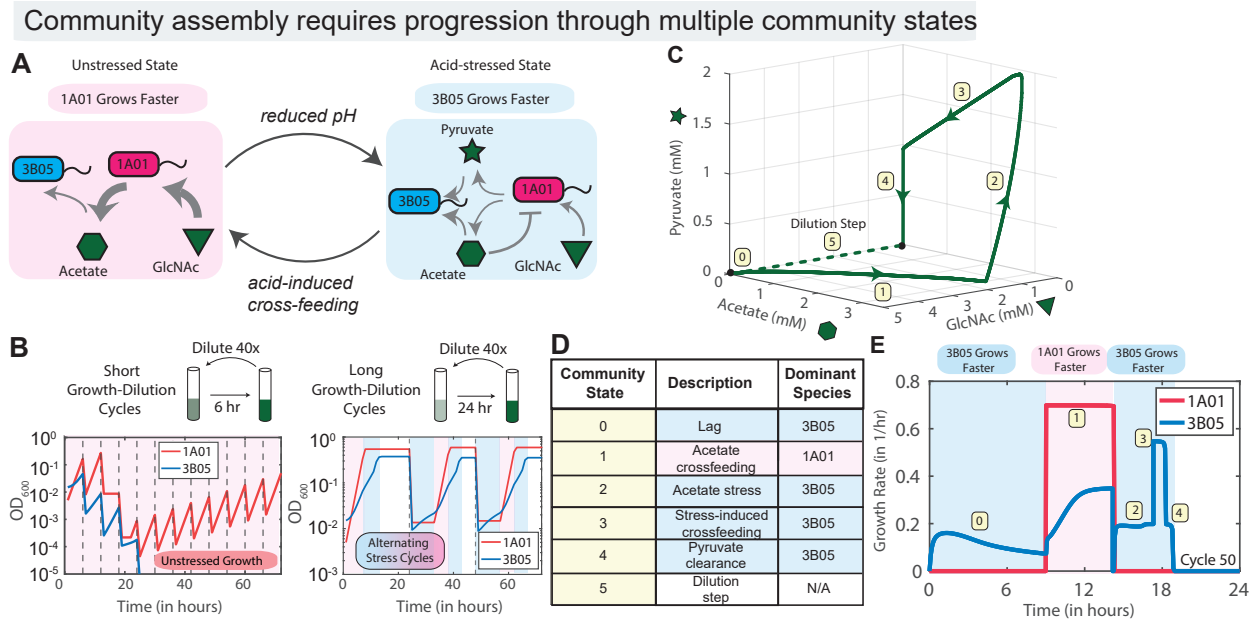 Community assembly requires progression through multiple community states
A
Unstressed State
1A01 Grows Faster
3B05
1A01
Acetate
GlcNAc
reduced pH
acid-induced
cross-feeding
Acid-stressed State
3B05 Grows Faster
Pyruvate
3B05
1A01
Acetate
GlcNAc
B
Short
Growth-Dilution
Cycles
Dilute 40x
6 hr
Long
Growth-Dilution
Cycles
Dilute 40x
24 hr
OD600
10^0
10^-1
10^-2
10^-3
10^-4
10^-5
1A01
3B05
Unstressed Growth
0 20 40 60
Time (in hours)
OD600
10^0
10^-1
10^-2
10^-3
Alternating
Stress Cycles
1A01
3B05
0 20 40 60
Time (in hours)
C
Pyruvate (mM)
2
1.5
1
0.5
0
Acetate (mM)
1 2 3
GlcNAc (mM)
5 4 3 2 1 0
Dilution Step
0
1
2
3
4
5
D
Community State Description Dominant Species
0 Lag 3B05
1 Acetate crossfeeding 1A01
2 Acetate stress 3B05
3 Stress-induced crossfeeding 3B05
4 Pyruvate clearance 3B05
5 Dilution step N/A
E
3B05 Grows
Faster
1A01 Grows
Faster
3B05 Grows
Faster
Growth Rate (in 1/hr)
0.8
0.6
0.4
0.2
0
1A01
3B05
0
1
2
3
4
Cycle 50
0 6 12 18 24
Time (in hours)